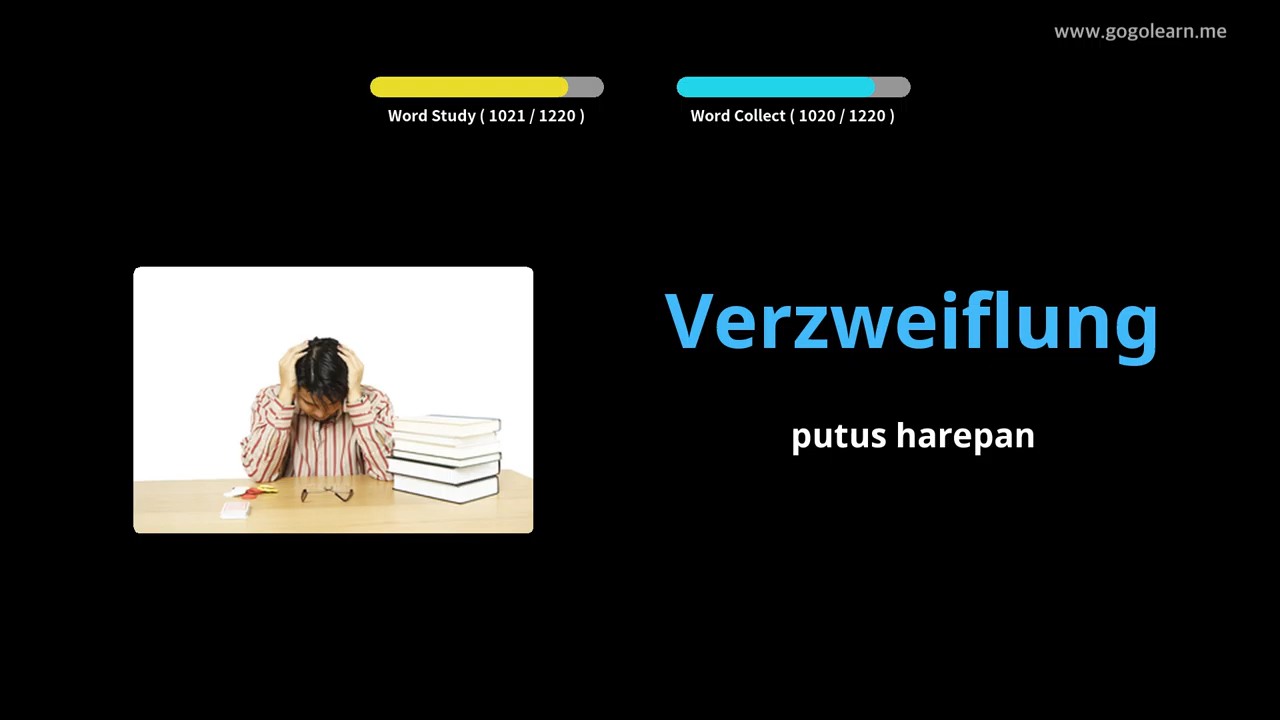 www.gogolearn.me
Word Study ( 1021 / 1220 )
Word Collect ( 1020 / 1220 )
Verzweiflung
putus harepan